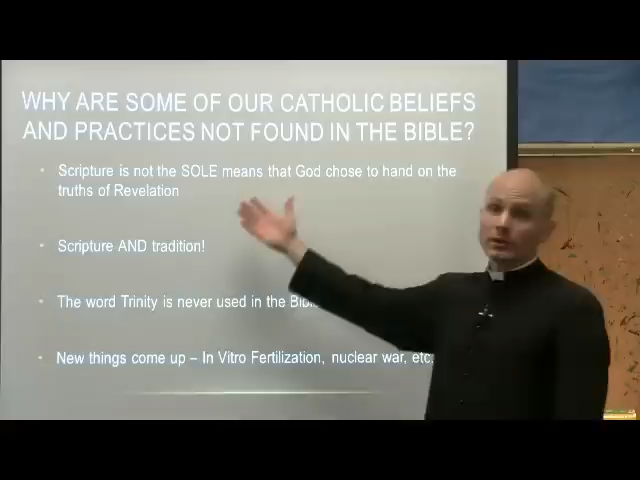 WHY ARE SOME OF OUR CATHOLIC BELIEFS
AND PRACTICES NOT FOUND IN THE BIBLE?
• Scripture is not the SOLE means that God chose to hand on the
truths of Revelation
• Scripture AND tradition!
• The word Trinity is never used in the Bib
• New things come up – In Vitro Fertilization, nuclear war, etc.